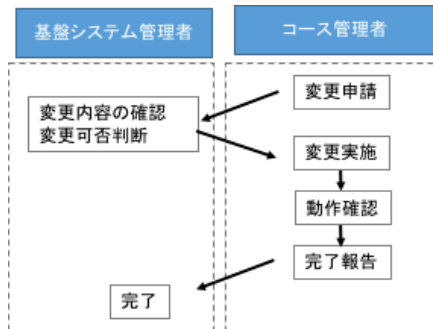 基盤システム管理者
コース管理者
変更申請
変更内容の確認
変更可否判断
変更実施
動作確認
完了報告
完了